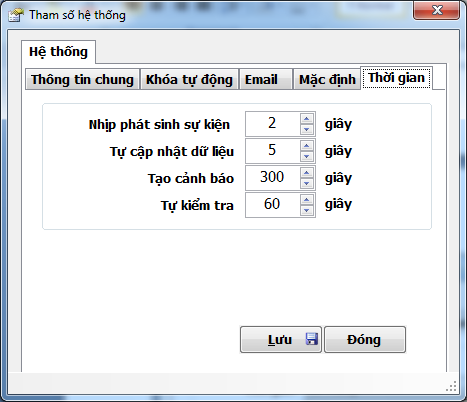 Tham số hệ thống
Hệ thống
Thông tin chung Khóa tự động Email Mặc định Thời gian
Nhịp phát sinh sự kiện 2 giây
Tự cập nhật dữ liệu 5 giây
Tạo cảnh báo 300 giây
Tự kiểm tra 60 giây
Lưu Đóng